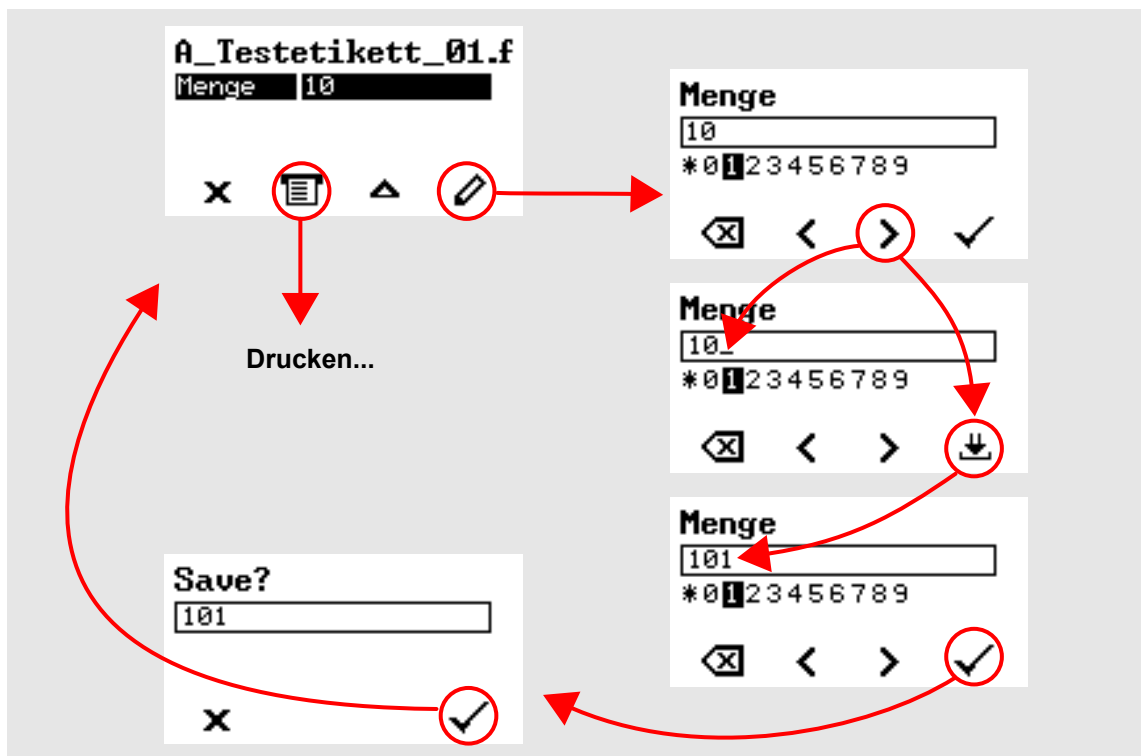 A_Testetikett_01.f
Menge 10
Drucken...
Menge
10
*0123456789
Menge
10_
*0123456789
Menge
101
*0123456789
Save?
101